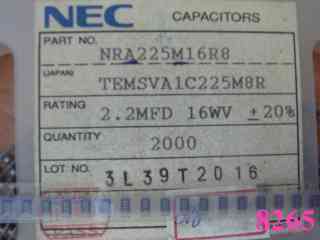 NEC CAPACITORS
PART NO. NRA225M16R8
(JAPAN) TEMSVA1C225M8R
RATING 2.2MFD 16WV ±20%
QUANTITY 2000
LOT NO. 3L39T2016
8265